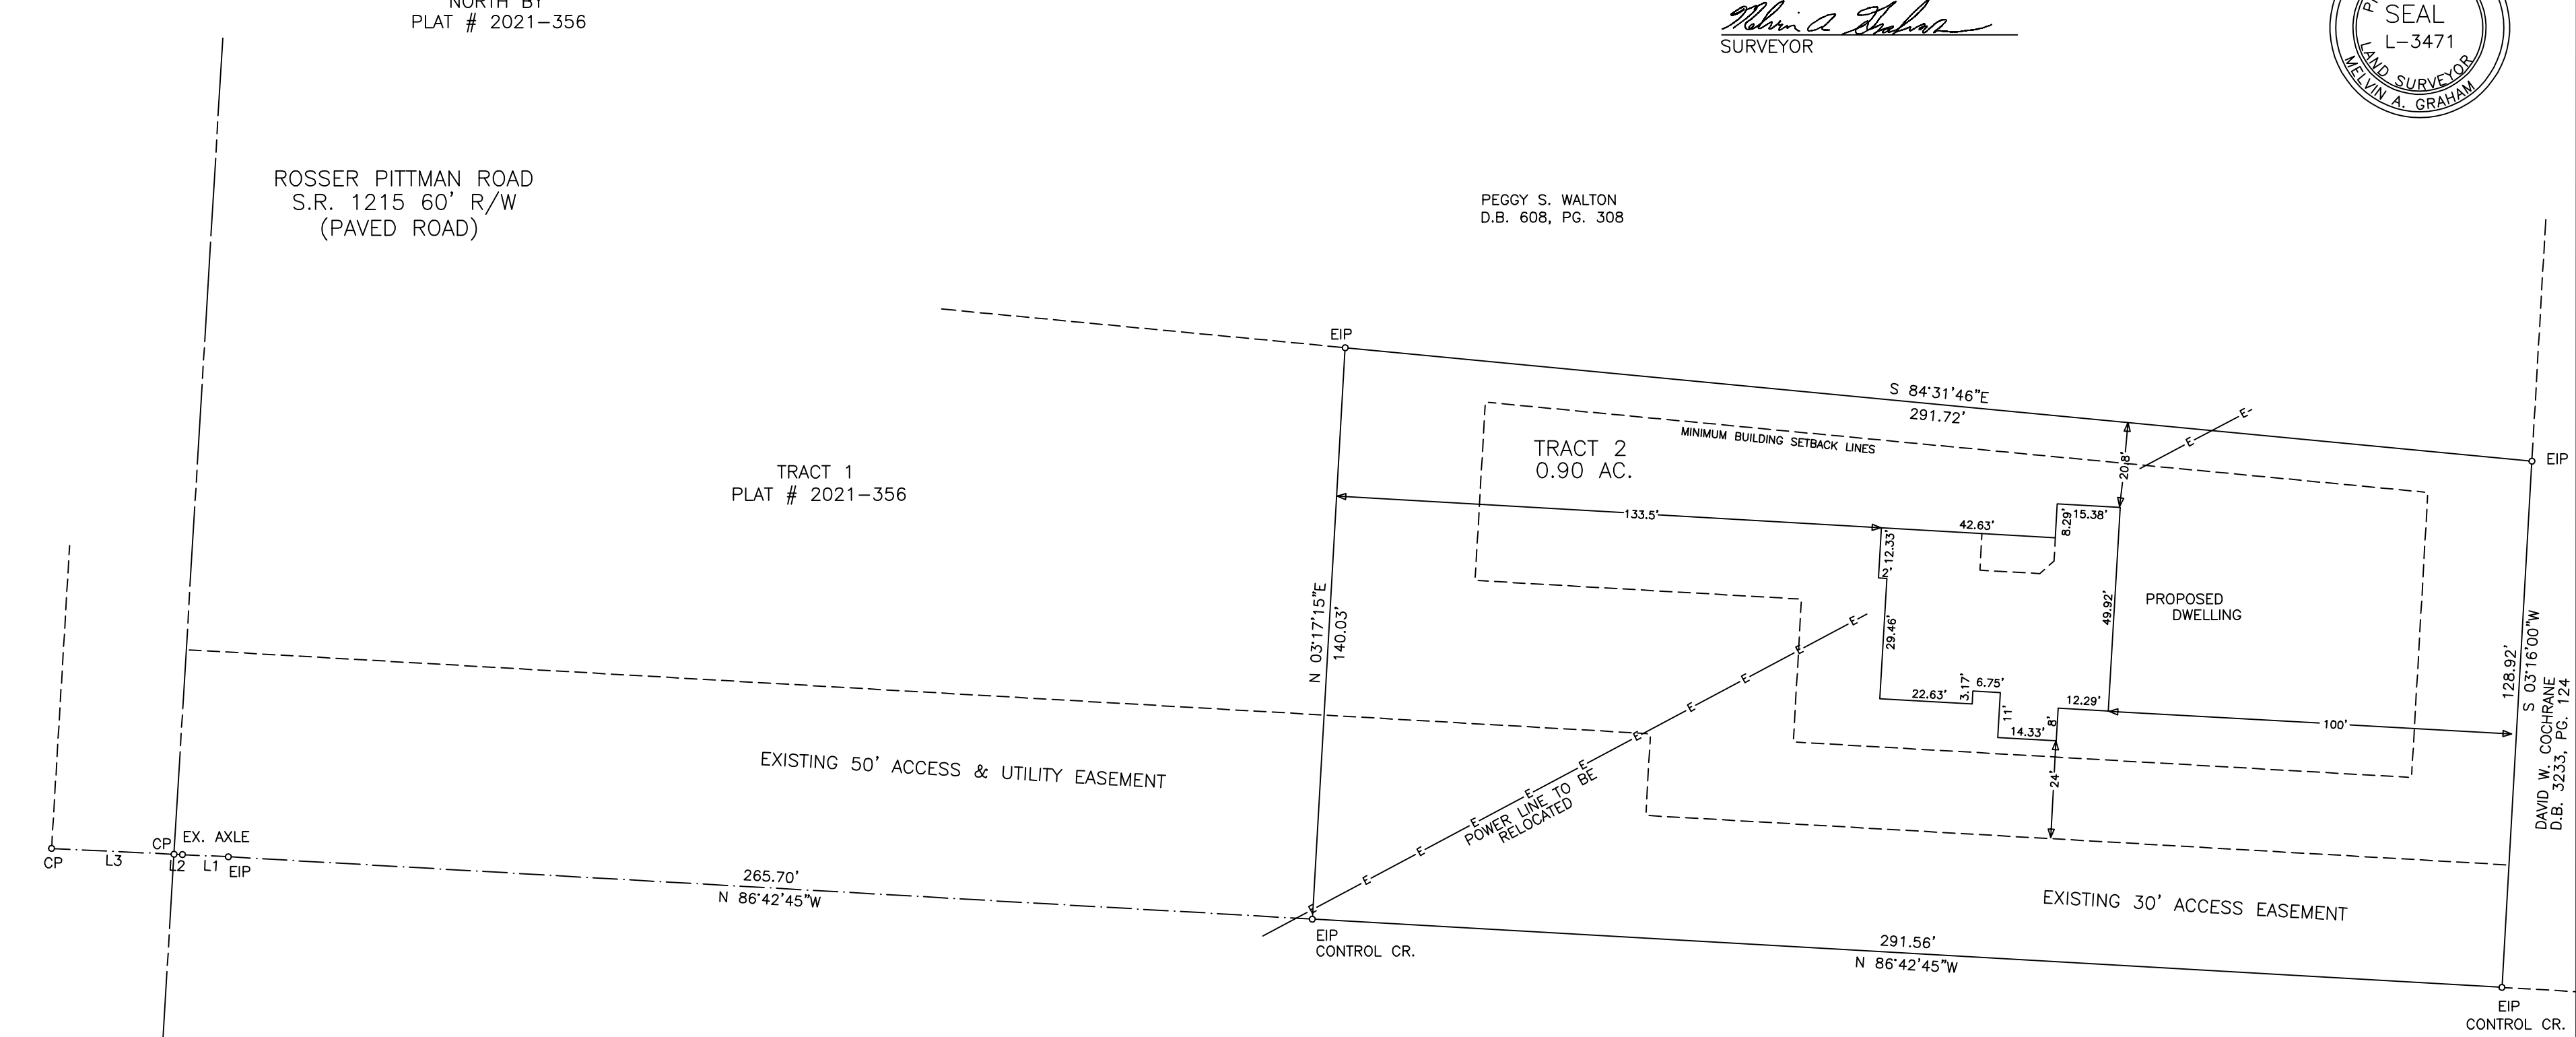 NORTH BY
PLAT # 2021-356
Melvin A Graham
SURVEYOR
SEAL
L-3471
LAND SURVEYOR
MELVIN A. GRAHAM
ROSSER PITTMAN ROAD
S.R. 1215 60' R/W
(PAVED ROAD)
PEGGY S. WALTON
D.B. 608, PG. 308
EIP
S 84°31'46"E
291.72'
MINIMUM BUILDING SETBACK LINES
TRACT 2
0.90 AC.
E
E
20.8'
EIP
TRACT 1
PLAT # 2021-356
133.5'
42.63'
8.29'
15.38'
12.33'
2'
29.46'
49.92'
PROPOSED
DWELLING
N 03°17'15"E
140.03'
22.63'
3.17'
6.75'
11'
14.33'
8'
12.29'
100'
24'
128.92'
S 03°16'00"W
DAVID W. COCHRANE
D.B. 3233, PG. 124
E
E
E
E
E
E
E
E
E
E
E
POWER LINE TO BE
RELOCATED
EXISTING 50' ACCESS & UTILITY EASEMENT
CP
EX. AXLE
CP
L3
L2
L1
EIP
265.70'
N 86°42'45"W
EIP
CONTROL CR.
EXISTING 30' ACCESS EASEMENT
291.56'
N 86°42'45"W
EIP
CONTROL CR.